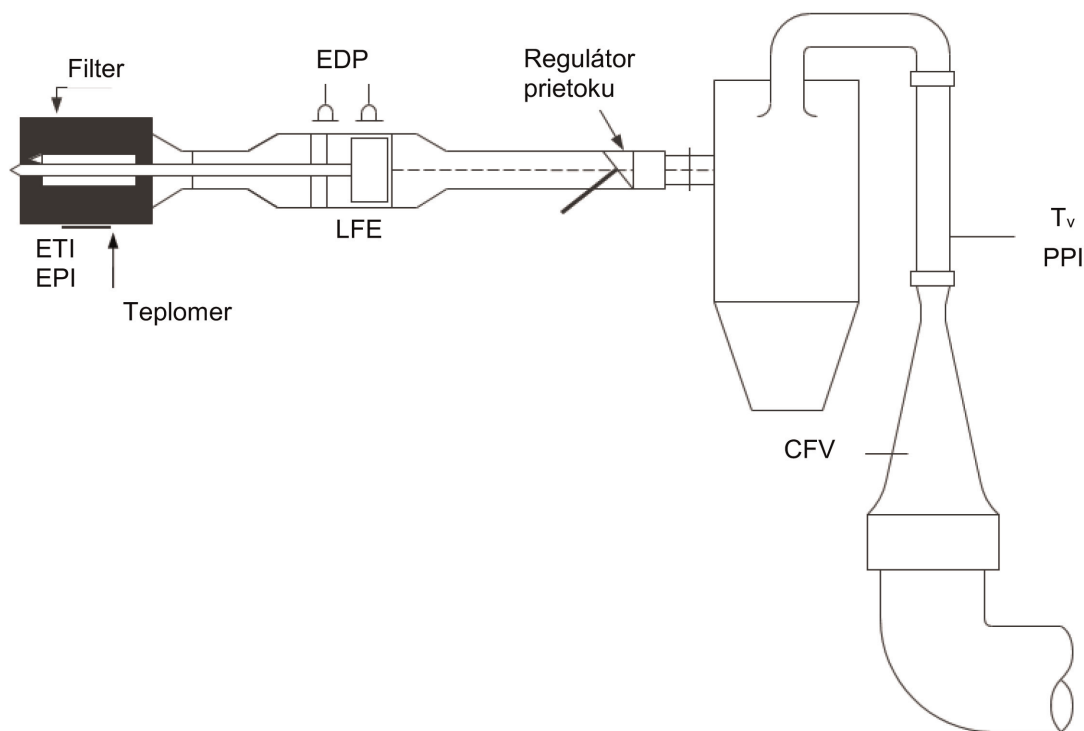 Filter
EDP
Regulátor
prietoku
LFE
ETI
EPI
Teplomer
Tv
PPI
CFV